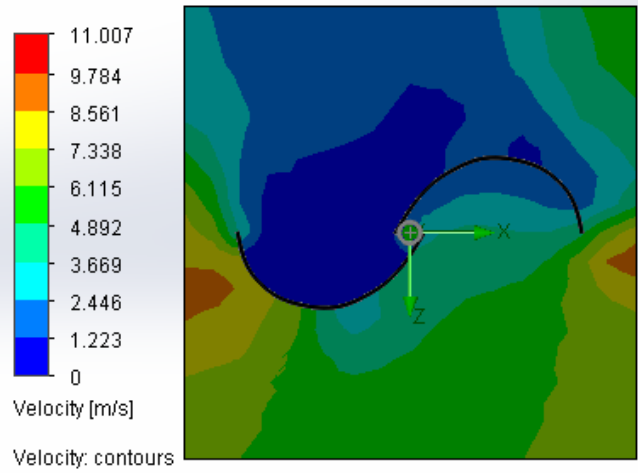 11.007
9.784
8.561
7.338
6.115
4.892
3.669
2.446
1.223
0
Velocity [m/s]
Velocity: contours
X
Z